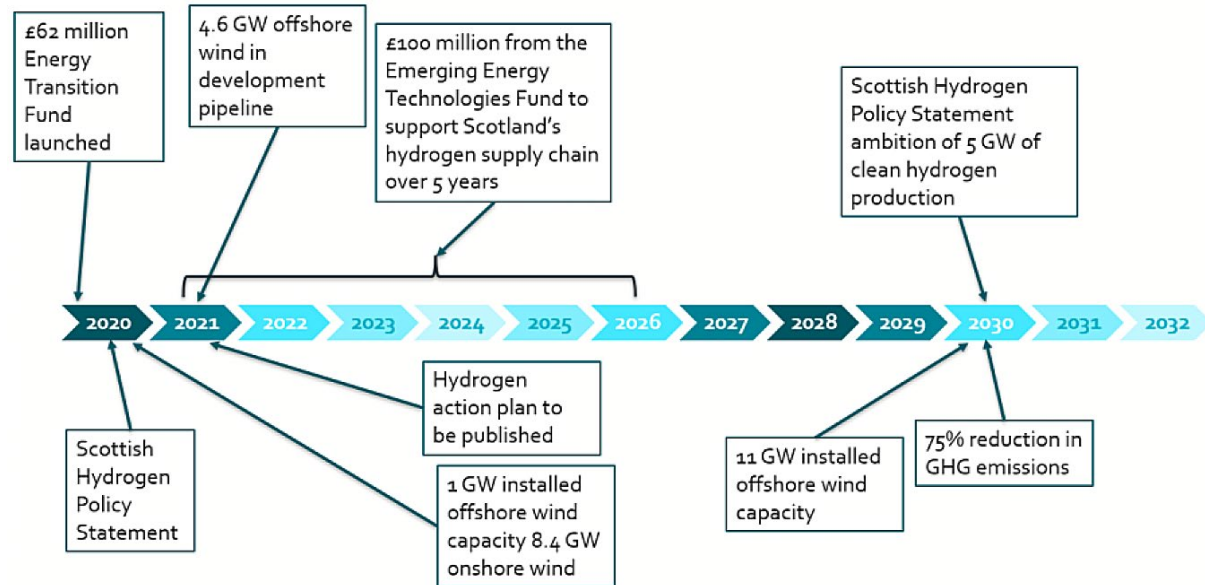 £62 million
Energy
Transition
Fund
launched
4.6 GW offshore
wind in
development
pipeline
£100 million from the
Emerging Energy
Technologies Fund to
support Scotland's
hydrogen supply chain
over 5 years
Scottish Hydrogen
Policy Statement
ambition of 5 GW of
clean hydrogen
production
2020 2021 2022 2023 2024 2025 2026 2027 2028 2029 2030 2031 2032
Scottish
Hydrogen
Policy
Statement
Hydrogen
action plan to
be published
1 GW installed
offshore wind
capacity 8.4 GW
onshore wind
11 GW installed
offshore wind
capacity
75% reduction in
GHG emissions